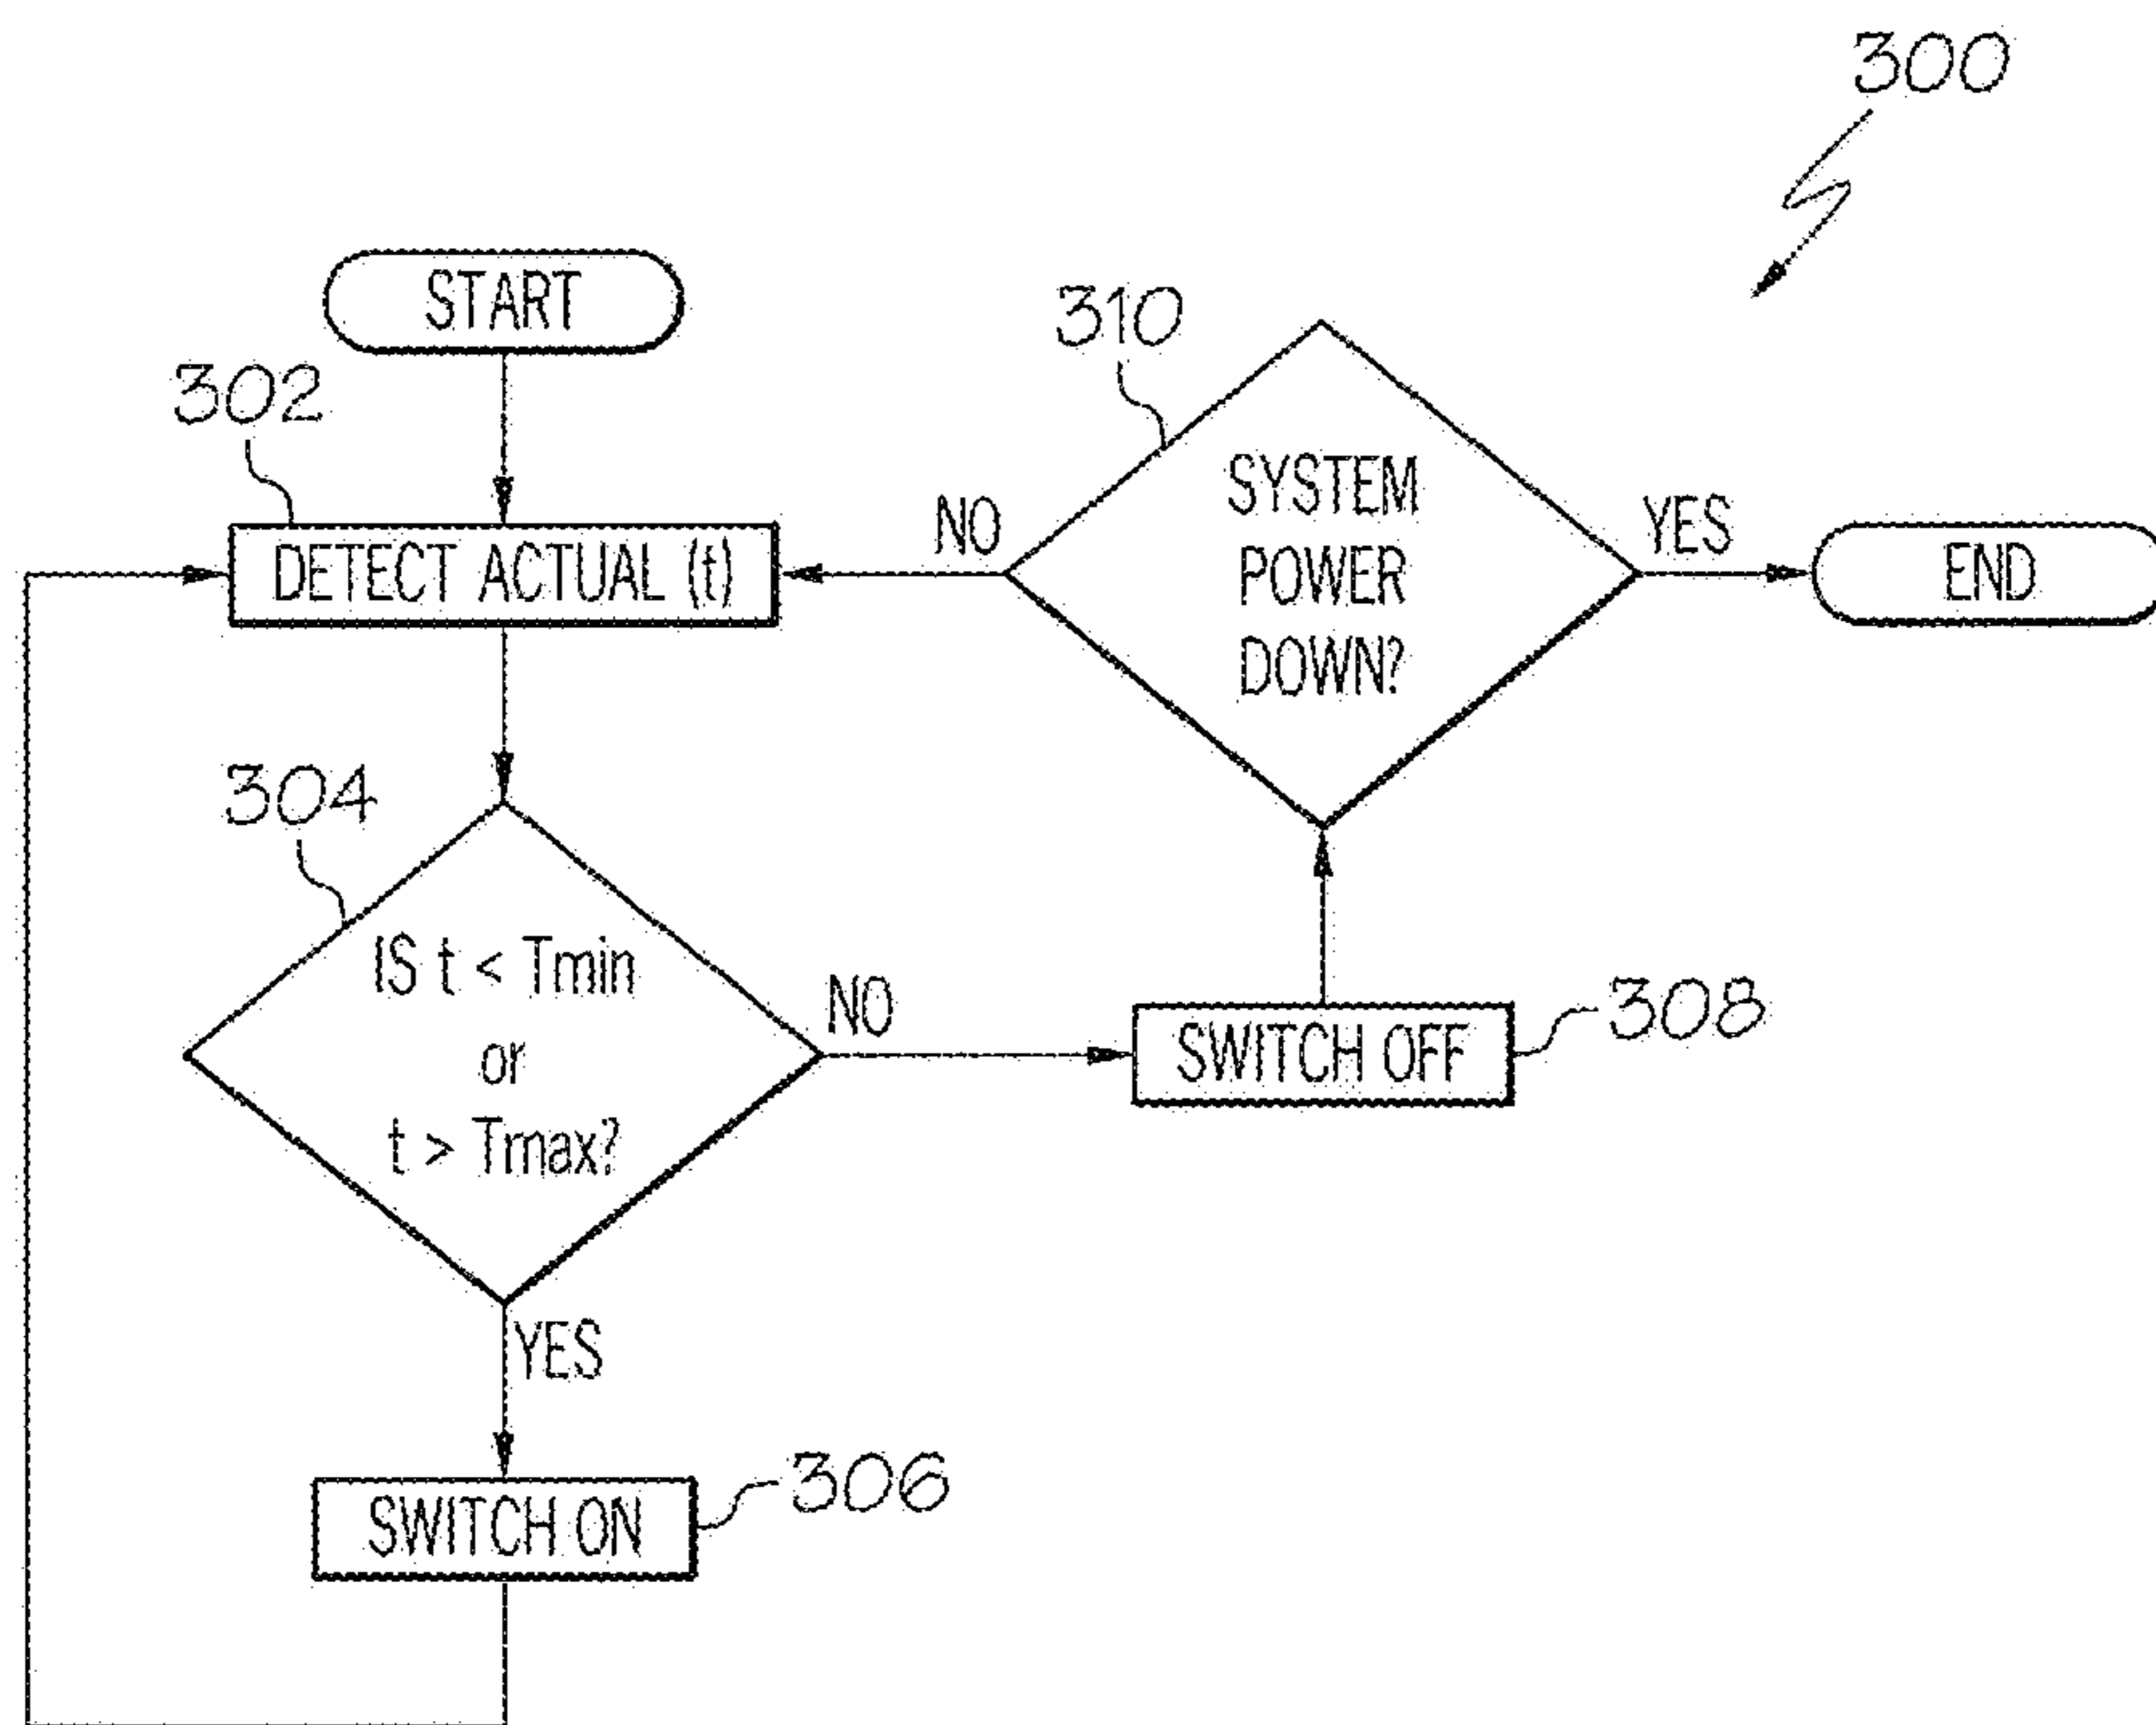 300
START
310
302
SYSTEM
POWER
DOWN?
NO
YES
DETECT ACTUAL (t)
END
304
IS t < Tmin
or
t > Tmax?
NO
SWITCH OFF
308
YES
SWITCH ON
306